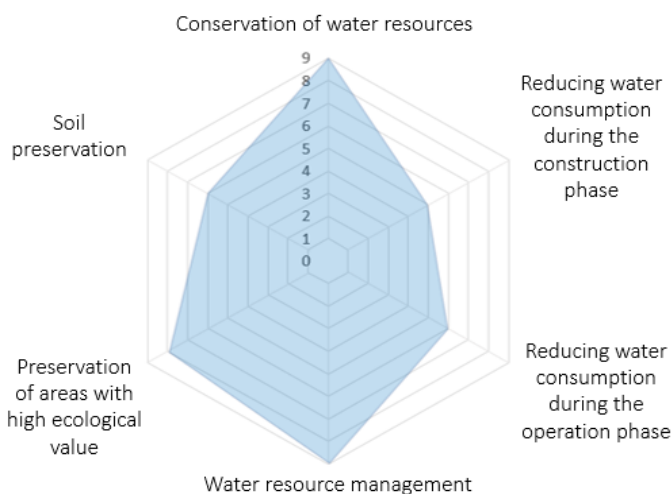 Conservation of water resources
9
8
7
6
5
4
3
2
1
0
Reducing water
consumption
during the
construction
phase
Reducing water
consumption
during the
operation phase
Water resource management
Preservation
of areas with
high ecological
value
Soil
preservation